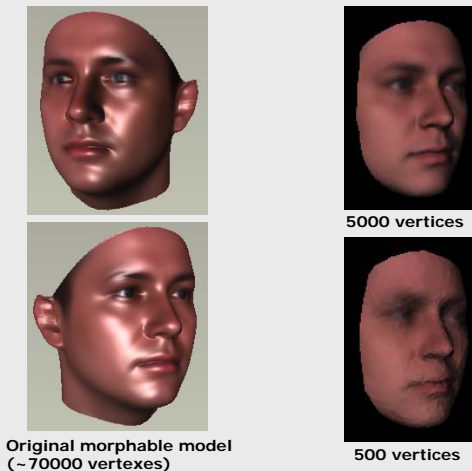 5000 vertices
Original morphable model
(~70000 vertexes)
500 vertices